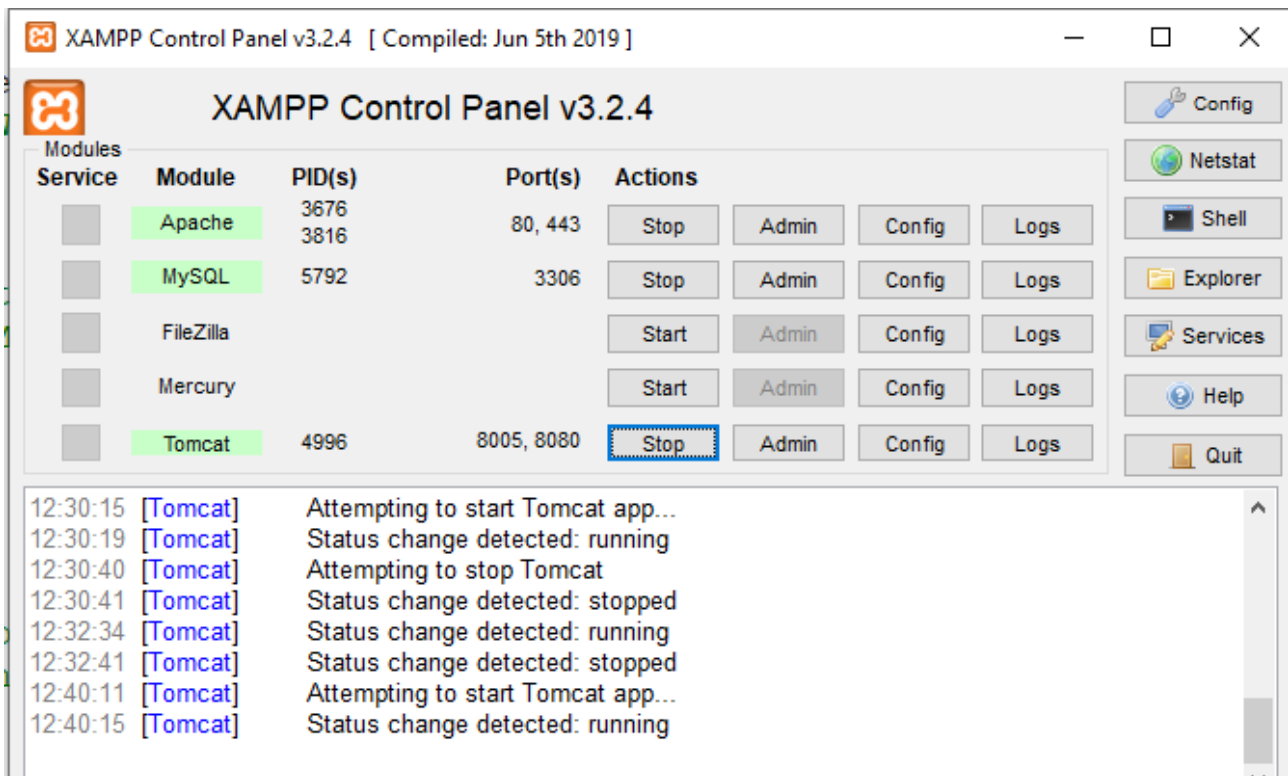 XAMPP Control Panel v3.2.4 [ Compiled: Jun 5th 2019 ]
XAMPP Control Panel v3.2.4
Config
Modules
Service Module PID(s) Port(s) Actions
Netstat
Apache 3676 3816 80, 443 Stop Admin Config Logs
Shell
MySQL 5792 3306 Stop Admin Config Logs
Explorer
FileZilla Start Admin Config Logs
Services
Mercury Start Admin Config Logs
Help
Tomcat 4996 8005, 8080 Stop Admin Config Logs
Quit
12:30:15 [Tomcat] Attempting to start Tomcat app...
12:30:19 [Tomcat] Status change detected: running
12:30:40 [Tomcat] Attempting to stop Tomcat
12:30:41 [Tomcat] Status change detected: stopped
12:32:34 [Tomcat] Status change detected: running
12:32:41 [Tomcat] Status change detected: stopped
12:40:11 [Tomcat] Attempting to start Tomcat app...
12:40:15 [Tomcat] Status change detected: running